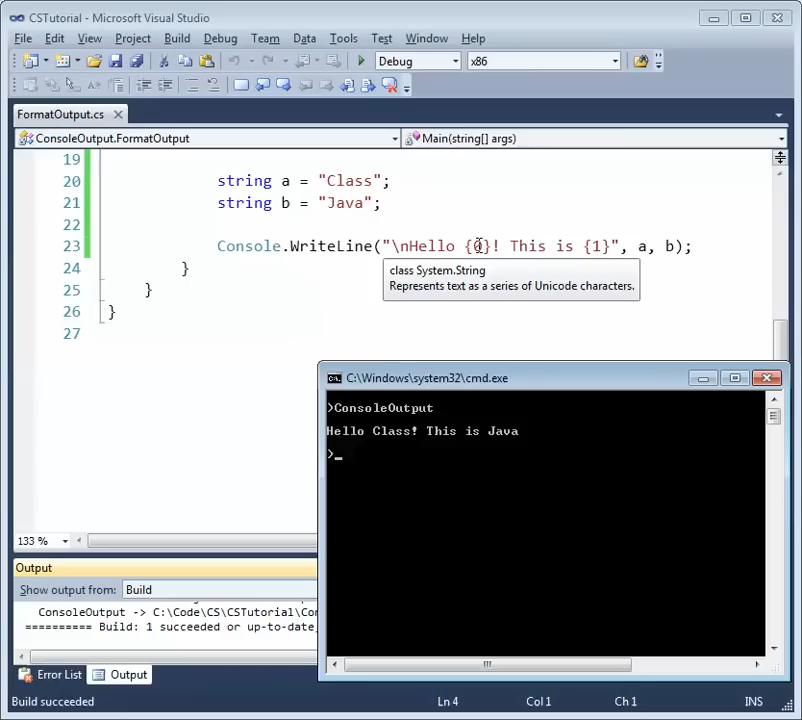 CSTutorial - Microsoft Visual Studio
File Edit View Project Build Debug Team Data Tools Test Window Help
Debug x86
FormatOutput.cs
ConsoleOutput.FormatOutput Main(string[] args)
19
20 string a = "Class";
21 string b = "Java";
22
23 Console.WriteLine("\nHello {0}! This is {1}", a, b);
class System.String
Represents text as a series of Unicode characters.
24 }
25 }
26 }
27
C:\Windows\system32\cmd.exe
>ConsoleOutput
Hello Class! This is Java
>_
133 %
Output
Show output from: Build
ConsoleOutput -> C:\Code\CS\CSTutorial\Con
========== Build: 1 succeeded or up-to-date,
Error List Output
Build succeeded Ln 4 Col 1 Ch 1 INS